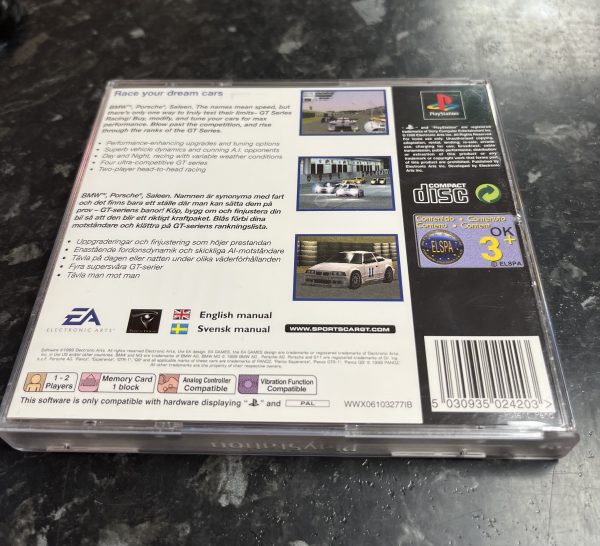 Race your dream cars
BMW™, Porsche®, Saleen. The names mean speed, but
there's only one way to truly test their limits- GT Series
Racing! Buy, modify, and tune your cars for max
performance. Blow past the competition, and rise
through the ranks of the GT Series.
• Performance-enhancing upgrades and tuning options
• Superb vehicle dynamics and cunning A.I. opponents
• Day and Night, racing with variable weather conditions
• Four ultra-competitive GT series
• Two-player head-to-head racing
BMW™, Porsche®, Saleen. Namnen är synonyma med fart
och det finns bara ett ställe där man kan sätta dem på
prov – GT-seriens banor! Köp, bygg om och finjustera din
bil så att den blir ett riktigt kraftpaket. Blås förbi dina
motståndare och klättra på GT-seriens rankningslista.
• Uppgraderingar och finjustering som höjer prestandan
• Enastående fordonsdynamik och skickliga AI-motståndare
• Tävla på dagen eller natten under olika väderförhållanden
• Fyra supersvåra GT-serier
• Tävla man mot man
EA
ELECTRONIC ARTS™
English manual
Svensk manual
WWW.SPORTSCARGT.COM
1 - 2
Players
Memory Card
1 block
Analog Controller
Compatible
Vibration Function
Compatible
This software is only compatible with hardware displaying " " and PAL
WWX06103277IB
PlayStation
COMPACT
disc
Contenido • Contenuto
Contenu • Content
ELSPA
OK
3+
© ELSPA
5 030935 024203 >
PlayStation